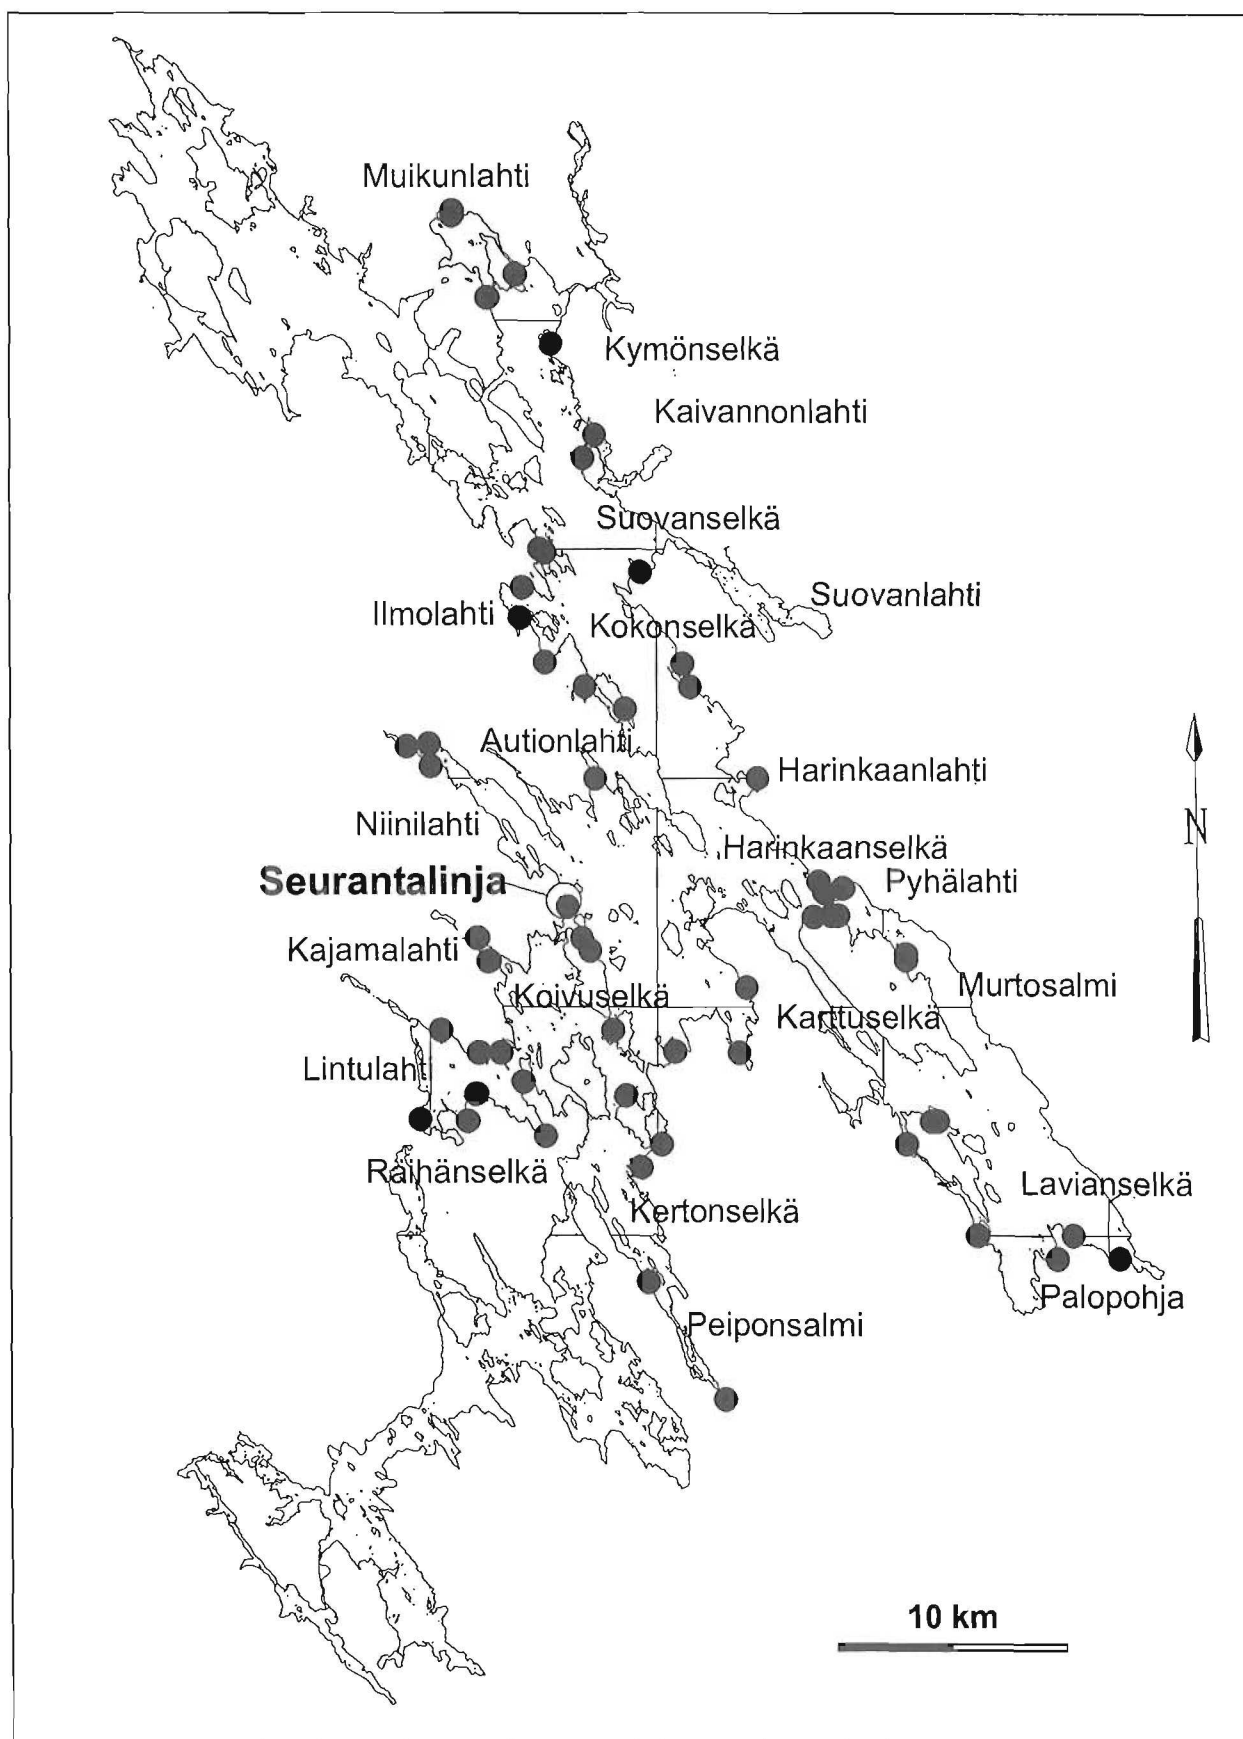 Muikunlahti
Kymönselkä
Kaivannonlahti
Suovanselkä
Suovanlahti
Ilmolahti
Kokonselkä
Autionlahti
Harinkaanlahti
Niinilahti
Harinkaanselkä
Seurantalinja
Pyhälahti
Kajamalahti
Koivuselkä
Murtosalmi
Karttuselkä
Lintulahti
Räihänselkä
Lavianselkä
Kertonselkä
Palopohja
Peiponsalmi
N
10 km